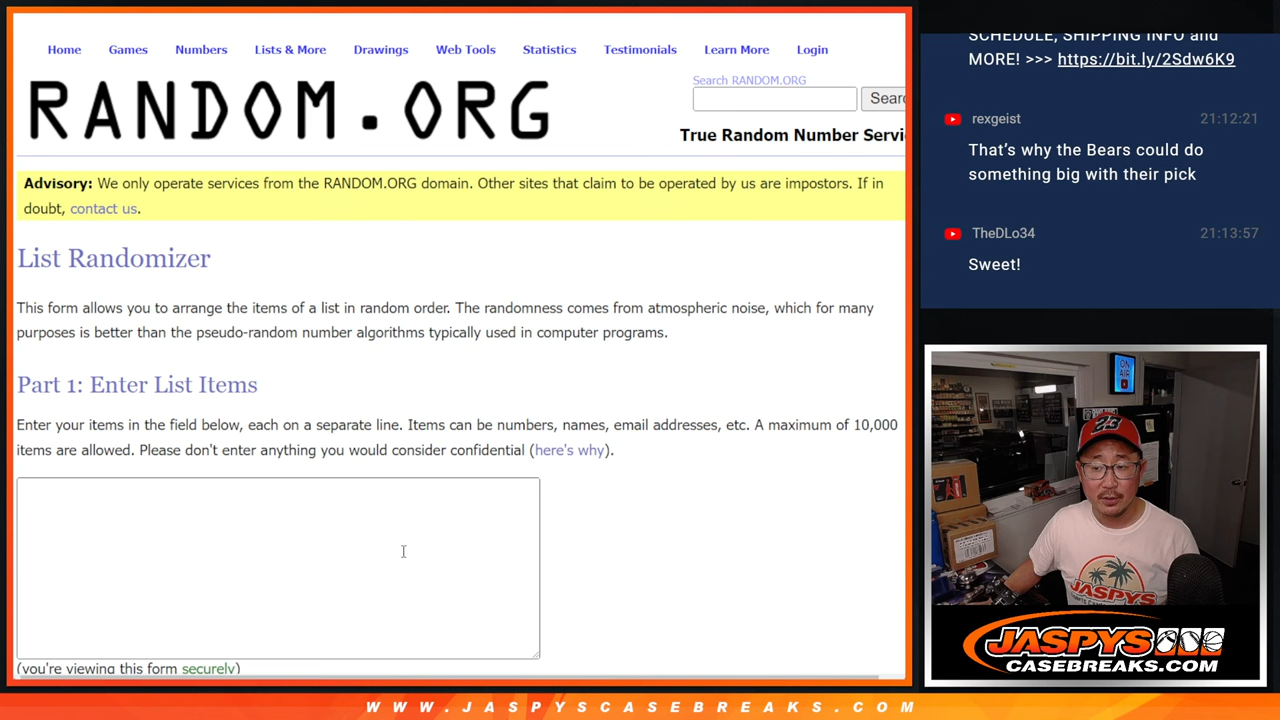 Home Games Numbers Lists & More Drawings Web Tools Statistics Testimonials Learn More Login
RANDOM.ORG
Search RANDOM.ORG
Searc
True Random Number Servi
Advisory: We only operate services from the RANDOM.ORG domain. Other sites that claim to be operated by us are impostors. If in
doubt, contact us.
List Randomizer
This form allows you to arrange the items of a list in random order. The randomness comes from atmospheric noise, which for many
purposes is better than the pseudo-random number algorithms typically used in computer programs.
Part 1: Enter List Items
Enter your items in the field below, each on a separate line. Items can be numbers, names, email addresses, etc. A maximum of 10,000
items are allowed. Please don't enter anything you would consider confidential (here's why).
(you're viewing this form securely)
SCHEDULE, SHIPPING INFO and
MORE! >>> https://bit.ly/2Sdw6K9
rexgeist 21:12:21
That's why the Bears could do
something big with their pick
TheDLo34 21:13:57
Sweet!
ON
AIR
JASPYS
JASPYS
CASEBREAKS.COM
WWW.JASPYSCASEBREAKS.COM